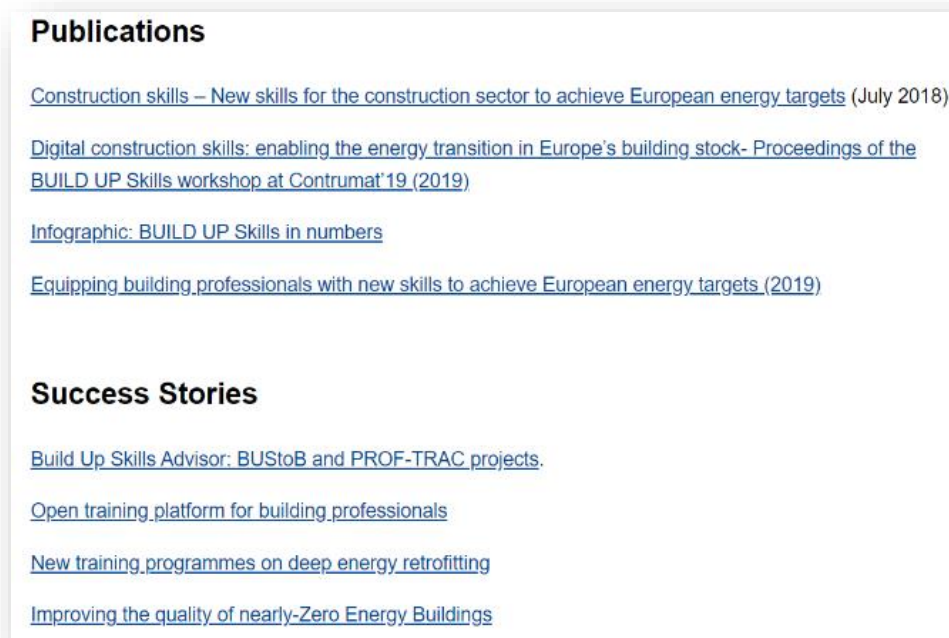 Publications
Construction skills – New skills for the construction sector to achieve European energy targets (July 2018)
Digital construction skills: enabling the energy transition in Europe's building stock- Proceedings of the
BUILD UP Skills workshop at Contrumat'19 (2019)
Infographic: BUILD UP Skills in numbers
Equipping building professionals with new skills to achieve European energy targets (2019)
Success Stories
Build Up Skills Advisor: BUStoB and PROF-TRAC projects.
Open training platform for building professionals
New training programmes on deep energy retrofitting
Improving the quality of nearly-Zero Energy Buildings